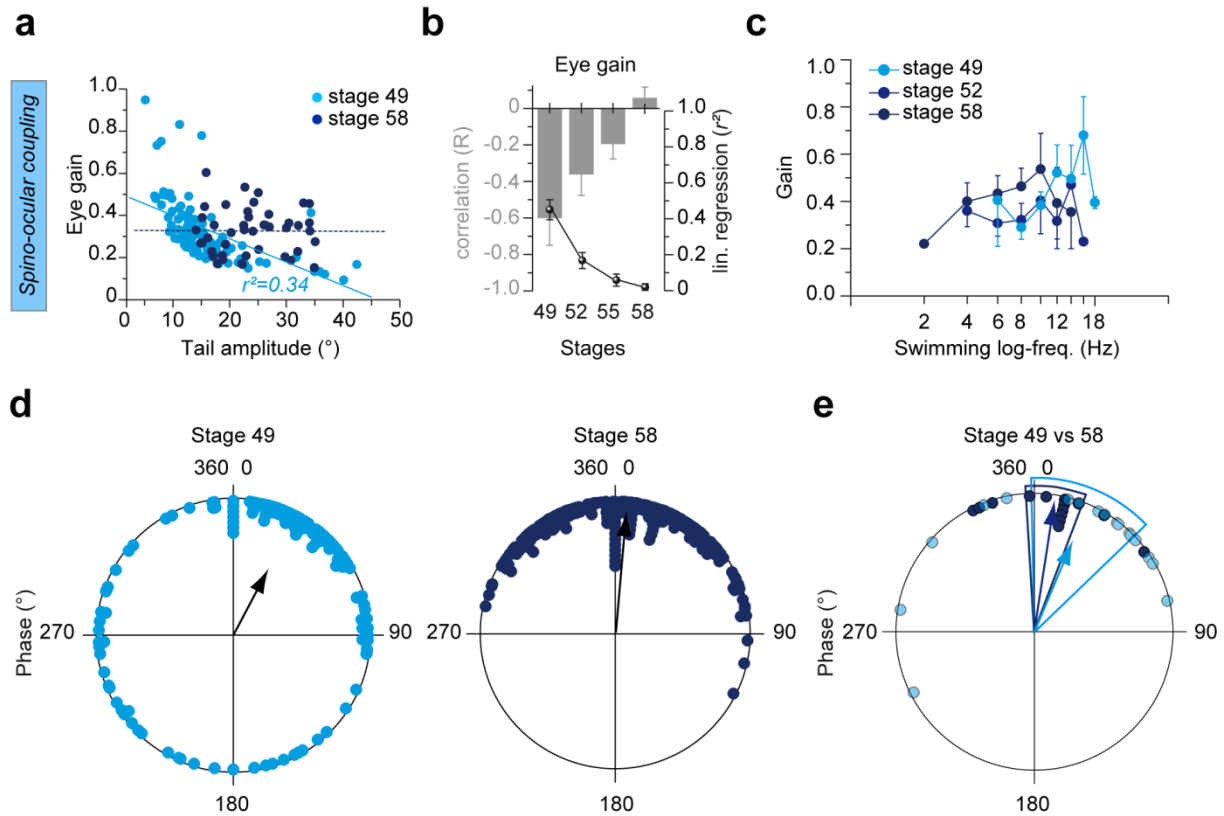 a
b
c
Spino-ocular coupling
Eye gain
1.0
0.8
0.6
0.4
0.2
0
stage 49
stage 58
r²=0.34
0 10 20 30 40 50
Tail amplitude (°)
Eye gain
correlation (R)
0
-0.2
-0.4
-0.6
-0.8
-1.0
1.0
0.8
0.6
0.4
0.2
0
lin. regression (r²)
49 52 55 58
Stages
stage 49
stage 52
stage 58
Gain
1.0
0.8
0.6
0.4
0.2
0.0
2 4 6 8 12 18
Swimming log-freq. (Hz)
d
e
Stage 49
360 0
Phase (°)
270
90
180
Stage 58
360 0
270
90
180
Stage 49 vs 58
360 0
Phase (°)
270
90
180